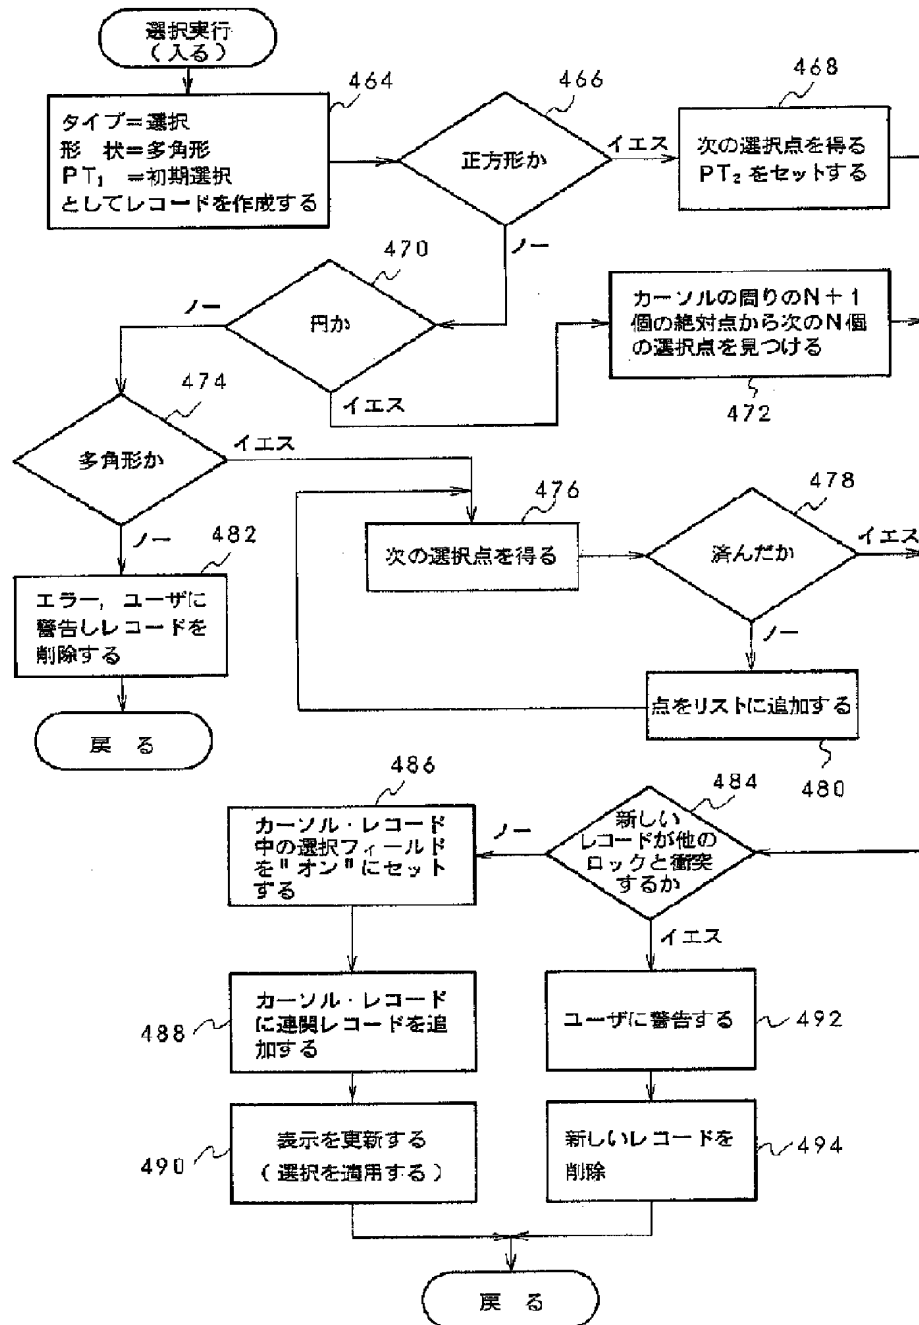 選択実行
(入る)
464
タイプ=選択
形 状=多角形
PT₁ =初期選択
としてレコードを作成する
466
正方形か
イエス
468
次の選択点を得る
PT₂をセットする
ノー
470
円か
ノー
イエス
カーソルの周りのN+1
個の絶対点から次のN個
の選択点を見つける
472
474
多角形か
イエス
ノー
476
次の選択点を得る
478
済んだか
イエス
ノー
482
エラー,ユーザに
警告しレコードを
削除する
戻 る
点をリストに追加する
480
484
新しい
レコードが他の
ロックと衝突
するか
ノー
イエス
486
カーソル・レコード
中の選択フィールド
を"オン"にセット
する
488
カーソル・レコード
に連関レコードを追
加する
490
表示を更新する
(選択を適用する)
ユーザに警告する
492
新しいレコードを
削除
494
戻 る